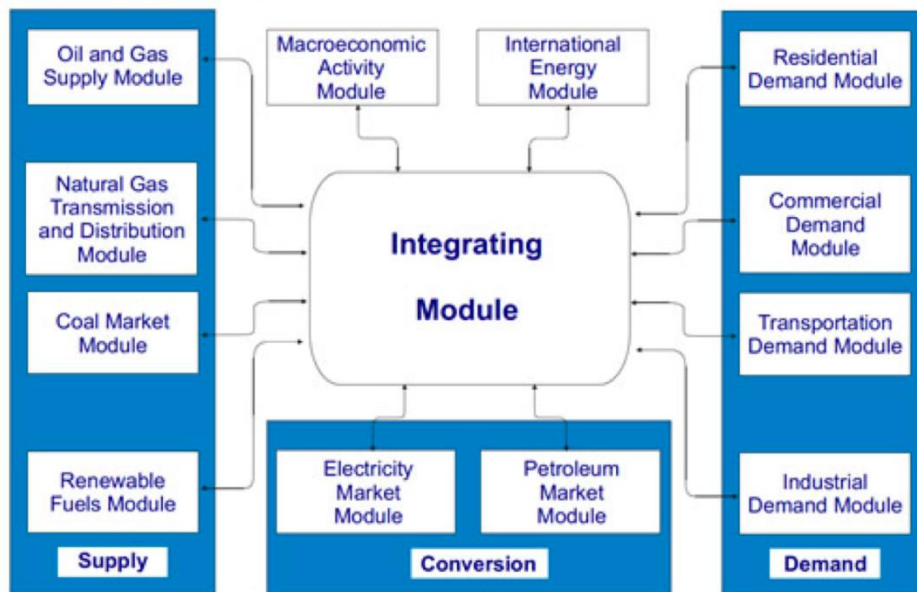 Oil and Gas
Supply Module
Natural Gas
Transmission
and Distribution
Module
Coal Market
Module
Renewable
Fuels Module
Supply
Macroeconomic
Activity
Module
International
Energy
Module
Integrating
Module
Electricity
Market
Module
Petroleum
Market
Module
Conversion
Residential
Demand Module
Commercial
Demand
Module
Transportation
Demand Module
Industrial
Demand Module
Demand